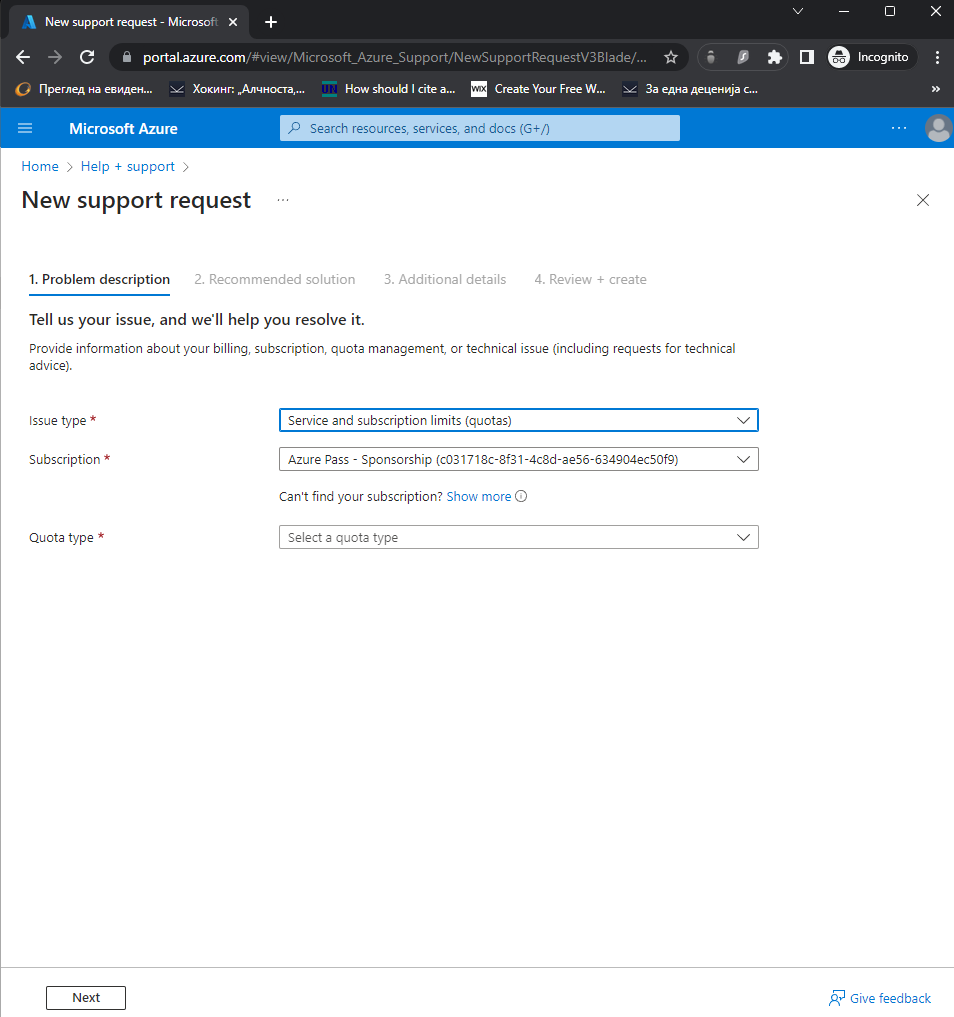 New support request - Microsoft
portal.azure.com/#view/Microsoft_Azure_Support/NewSupportRequestV3Blade/...
Incognito
Преглед на евиден...
Хокинг: „Алчноста,...
UN
How should I cite a...
WIX
Create Your Free W...
За една деценија с...
»
Microsoft Azure
Search resources, services, and docs (G+/)
...
Home > Help + support >
New support request ...
1. Problem description
2. Recommended solution
3. Additional details
4. Review + create
Tell us your issue, and we'll help you resolve it.
Provide information about your billing, subscription, quota management, or technical issue (including requests for technical
advice).
Issue type *
Service and subscription limits (quotas)
Subscription *
Azure Pass - Sponsorship (c031718c-8f31-4c8d-ae56-634904ec50f9)
Can't find your subscription? Show more
Quota type *
Select a quota type
Next
Give feedback